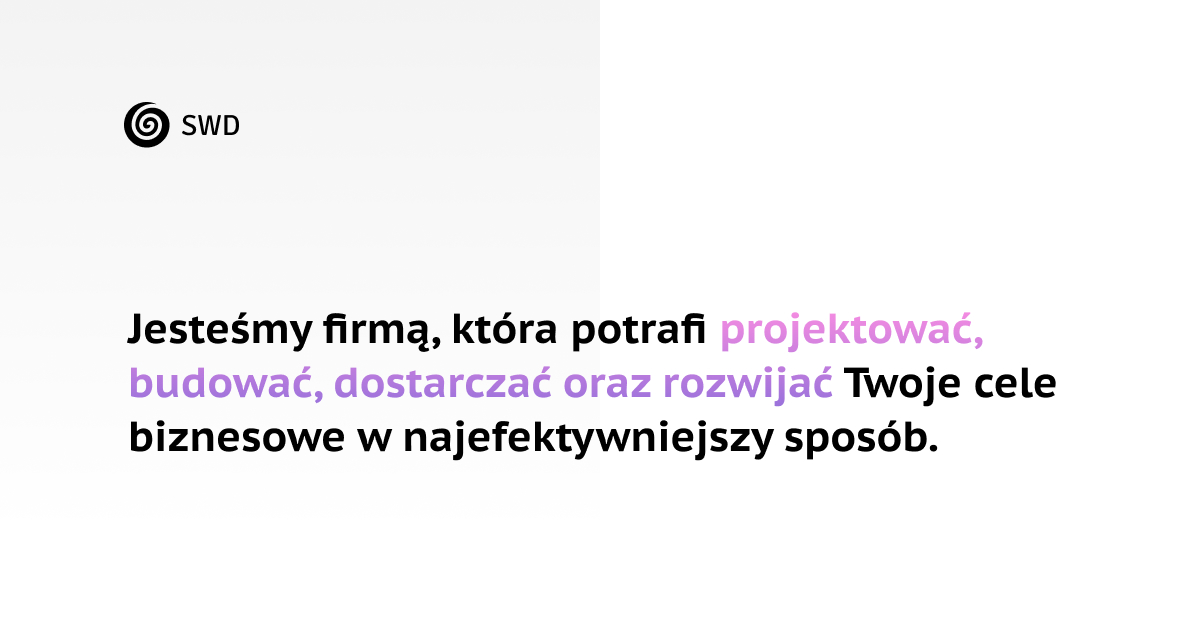 SWD
Jesteśmy firmą, która potrafi projektować,
budować, dostarczać oraz rozwijać Twoje cele
biznesowe w najefektywniejszy sposób.